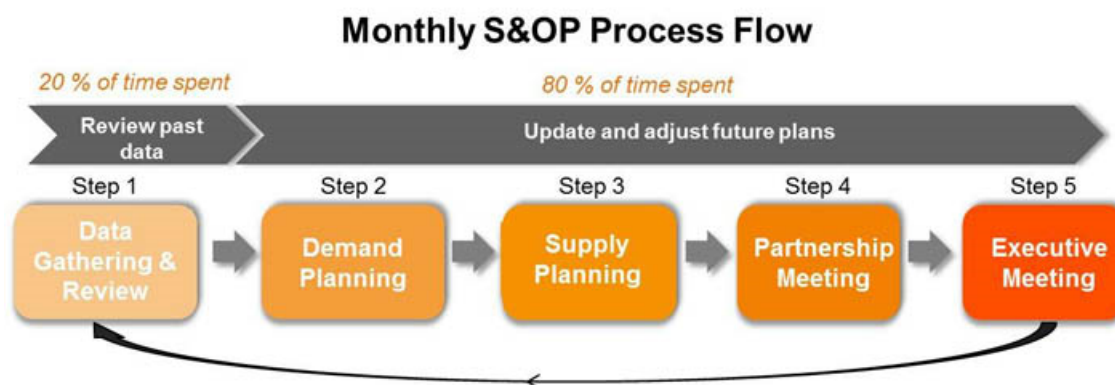 Monthly S&OP Process Flow
20 % of time spent
80 % of time spent
Review past
data
Update and adjust future plans
Step 1
Step 2
Step 3
Step 4
Step 5
Data
Gathering &
Review
Demand
Planning
Supply
Planning
Partnership
Meeting
Executive
Meeting